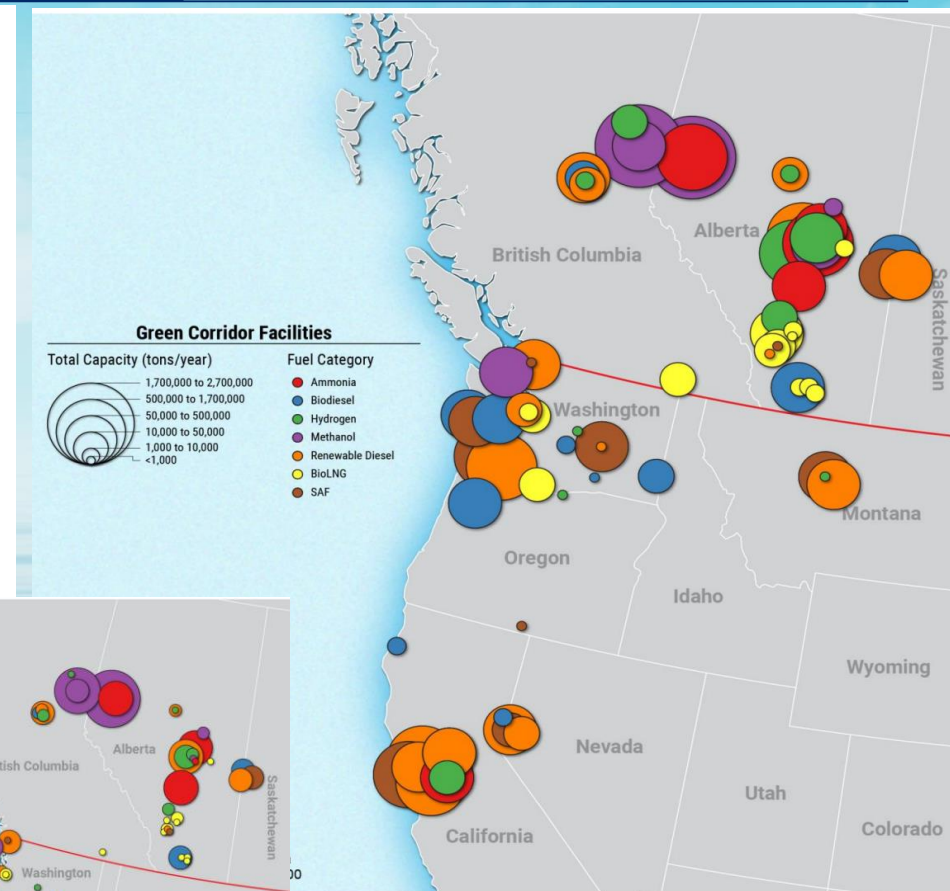 British Columbia
Alberta
Saskatchewan
Green Corridor Facilities
Total Capacity (tons/year)
1,700,000 to 2,700,000
500,000 to 1,700,000
50,000 to 500,000
10,000 to 50,000
1,000 to 10,000
<1,000
Fuel Category
Ammonia
Biodiesel
Hydrogen
Methanol
Renewable Diesel
BioLNG
SAF
Washington
Montana
Oregon
Idaho
Wyoming
Nevada
Utah
Colorado
California
Alberta
tish Columbia
Saskatchewan
Washington
00